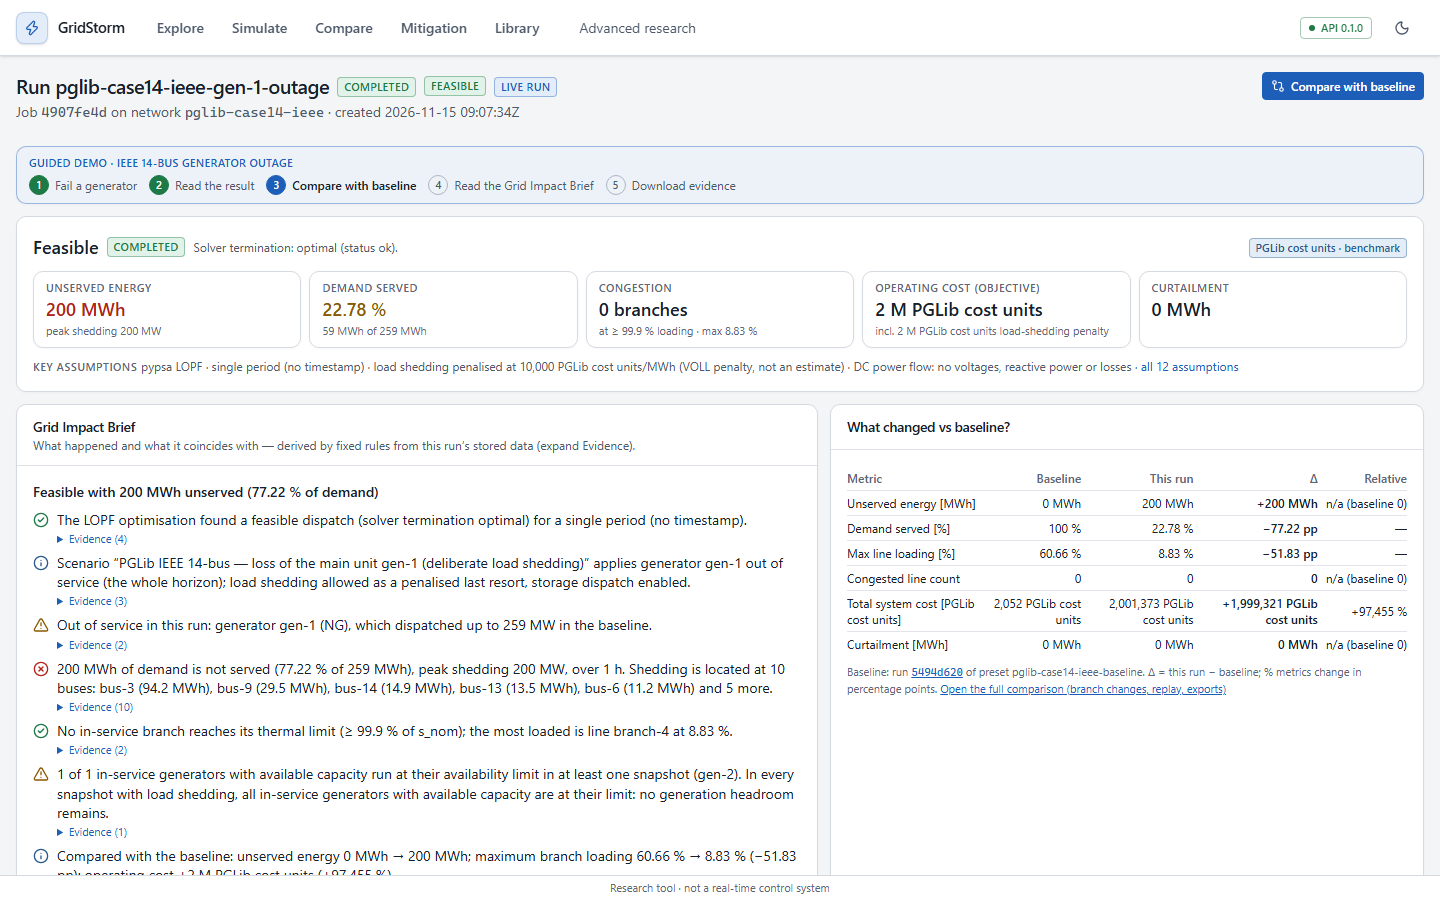 GridStorm Explore Simulate Compare Mitigation Library Advanced research API 0.1.0
Run pglib-case14-ieee-gen-1-outage COMPLETED FEASIBLE LIVE RUN
Compare with baseline
Job 4907fe4d on network pglib-case14-ieee · created 2026-11-15 09:07:34Z
GUIDED DEMO · IEEE 14-BUS GENERATOR OUTAGE
1 Fail a generator 2 Read the result 3 Compare with baseline 4 Read the Grid Impact Brief 5 Download evidence
Feasible COMPLETED Solver termination: optimal (status ok). PGLib cost units · benchmark
UNSERVED ENERGY
200 MWh
peak shedding 200 MW
DEMAND SERVED
22.78 %
59 MWh of 259 MWh
CONGESTION
0 branches
at ≥ 99.9 % loading · max 8.83 %
OPERATING COST (OBJECTIVE)
2 M PGLib cost units
incl. 2 M PGLib cost units load-shedding penalty
CURTAILMENT
0 MWh
KEY ASSUMPTIONS pypsa LOPF · single period (no timestamp) · load shedding penalised at 10,000 PGLib cost units/MWh (VOLL penalty, not an estimate) · DC power flow: no voltages, reactive power or losses · all 12 assumptions
Grid Impact Brief
What happened and what it coincides with — derived by fixed rules from this run's stored data (expand Evidence).
Feasible with 200 MWh unserved (77.22 % of demand)
The LOPF optimisation found a feasible dispatch (solver termination optimal) for a single period (no timestamp).
Evidence (4)
Scenario “PGLib IEEE 14-bus — loss of the main unit gen-1 (deliberate load shedding)” applies generator gen-1 out of
service (the whole horizon); load shedding allowed as a penalised last resort, storage dispatch enabled.
Evidence (3)
Out of service in this run: generator gen-1 (NG), which dispatched up to 259 MW in the baseline.
Evidence (2)
200 MWh of demand is not served (77.22 % of 259 MWh), peak shedding 200 MW, over 1 h. Shedding is located at 10
buses: bus-3 (94.2 MWh), bus-9 (29.5 MWh), bus-14 (14.9 MWh), bus-13 (13.5 MWh), bus-6 (11.2 MWh) and 5 more.
Evidence (10)
No in-service branch reaches its thermal limit (≥ 99.9 % of s_nom); the most loaded is line branch-4 at 8.83 %.
Evidence (2)
1 of 1 in-service generators with available capacity run at their availability limit in at least one snapshot (gen-2). In every
snapshot with load shedding, all in-service generators with available capacity are at their limit: no generation headroom
remains.
Evidence (1)
Compared with the baseline: unserved energy 0 MWh → 200 MWh; maximum branch loading 60.66 % → 8.83 % (−51.83
pp); operating cost +2 M PGLib cost units (+97,455 %).
What changed vs baseline?
Metric Baseline This run Δ Relative
Unserved energy [MWh] 0 MWh 200 MWh +200 MWh n/a (baseline 0)
Demand served [%] 100 % 22.78 % −77.22 pp —
Max line loading [%] 60.66 % 8.83 % −51.83 pp —
Congested line count 0 0 0 n/a (baseline 0)
Total system cost [PGLib 2,052 PGLib cost 2,001,373 PGLib +1,999,321 PGLib +97,455 %
cost units] units cost units cost units
Curtailment [MWh] 0 MWh 0 MWh 0 MWh n/a (baseline 0)
Baseline: run 5494d620 of preset pglib-case14-ieee-baseline. Δ = this run − baseline; % metrics change in
percentage points. Open the full comparison (branch changes, replay, exports)
Research tool · not a real-time control system